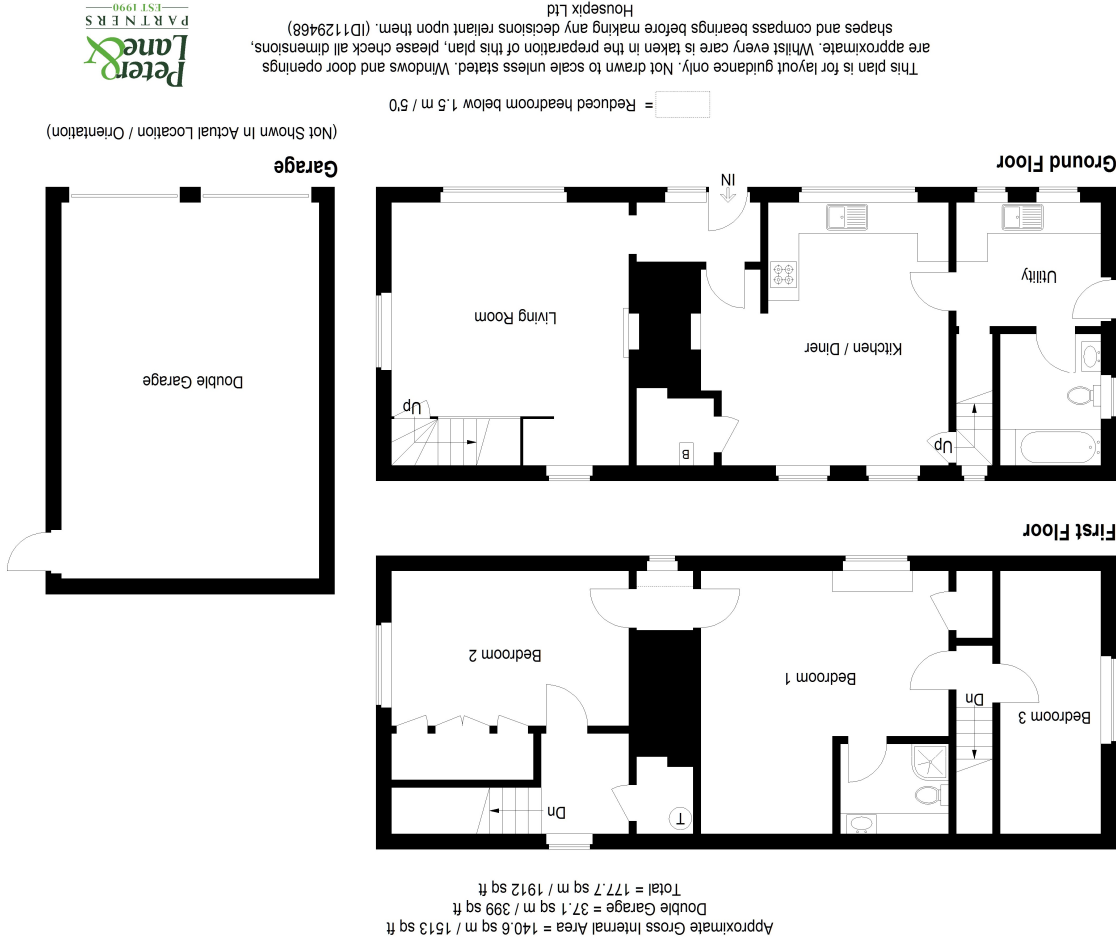 Approximate Gross Internal Area = 140.6 sq m / 1513 sq ft
Double Garage = 37.1 sq m / 399 sq ft
Total = 177.7 sq m / 1912 sq ft
T
Dn
Bedroom 3
Dn
Bedroom 1
Bedroom 2
First Floor
B
Up
Up
Kitchen / Diner
Living Room
Utility
IN
Ground Floor
Double Garage
Garage
(Not Shown In Actual Location / Orientation)
= Reduced headroom below 1.5 m / 5'0
This plan is for layout guidance only. Not drawn to scale unless stated. Windows and door openings
are approximate. Whilst every care is taken in the preparation of this plan, please check all dimensions,
shapes and compass bearings before making any decisions reliant upon them. (ID1129468)
Housepix Ltd
Peter &
Lane
PARTNERS
EST 1990